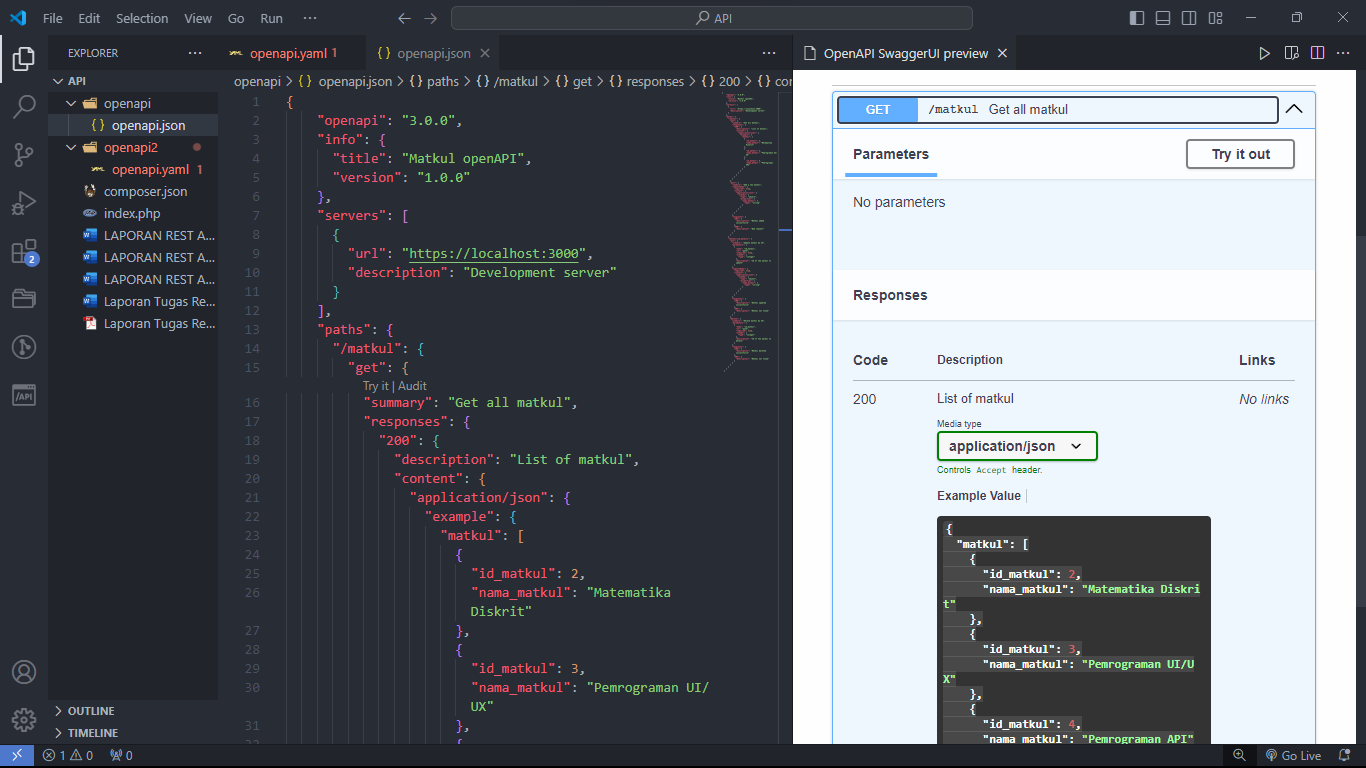 File Edit Selection View Go Run ··· API
EXPLORER ···
API
openapi
{ } openapi.json
openapi2
openapi.yaml 1
composer.json
index.php
LAPORAN REST A...
LAPORAN REST A...
LAPORAN REST A...
Laporan Tugas Re...
Laporan Tugas Re...
OUTLINE
TIMELINE
2
/API
openapi.yaml 1 { } openapi.json ···
openapi > { } openapi.json > { } paths > { } /matkul > { } get > { } responses > { } 200 > { } cor
1 {
2 "openapi": "3.0.0",
3 "info": {
4 "title": "Matkul openAPI",
5 "version": "1.0.0"
6 },
7 "servers": [
8 {
9 "url": "https://localhost:3000",
10 "description": "Development server"
11 }
12 ],
13 "paths": {
14 "/matkul": {
15 "get": {
Try it | Audit
16 "summary": "Get all matkul",
17 "responses": {
18 "200": {
19 "description": "List of matkul",
20 "content": {
21 "application/json": {
22 "example": {
23 "matkul": [
24 {
25 "id_matkul": 2,
26 "nama_matkul": "Matematika
Diskrit"
27 },
28 {
29 "id_matkul": 3,
30 "nama_matkul": "Pemrograman UI/
UX"
31 },
{
OpenAPI SwaggerUI preview ···
GET /matkul Get all matkul
Parameters Try it out
No parameters
Responses
Code Description Links
200 List of matkul No links
Media type
application/json
Controls Accept header.
Example Value
{
"matkul": [
{
"id_matkul": 2,
"nama_matkul": "Matematika Diskri
t"
},
{
"id_matkul": 3,
"nama_matkul": "Pemrograman UI/U
X"
},
{
"id_matkul": 4,
"nama_matkul": "Pemrograman API"
1 0 0 Go Live